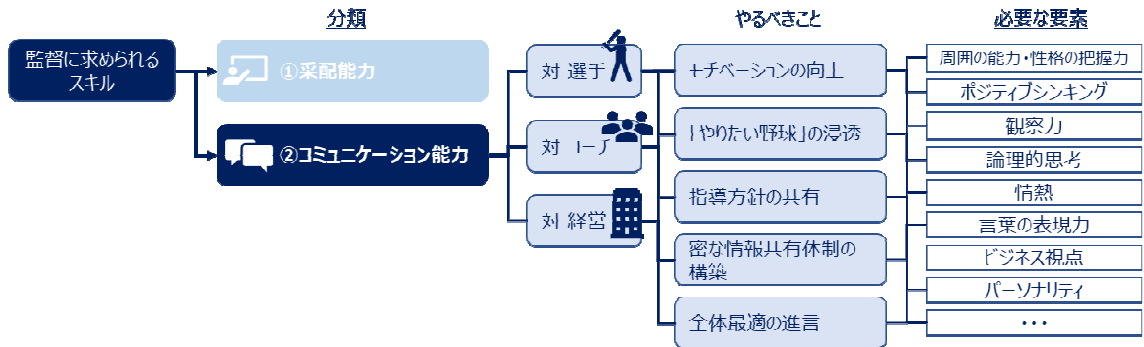 分類
やるべきこと
必要な要素
監督に求められる
スキル
①采配能力
②コミュニケーション能力
対 選手
対 コーチ
対 経営
モチベーションの向上
「やりたい野球」の浸透
指導方針の共有
密な情報共有体制の
構築
全体最適の進言
周囲の能力・性格の把握力
ポジティブシンキング
観察力
論理的思考
情熱
言葉の表現力
ビジネス視点
パーソナリティ
・・・